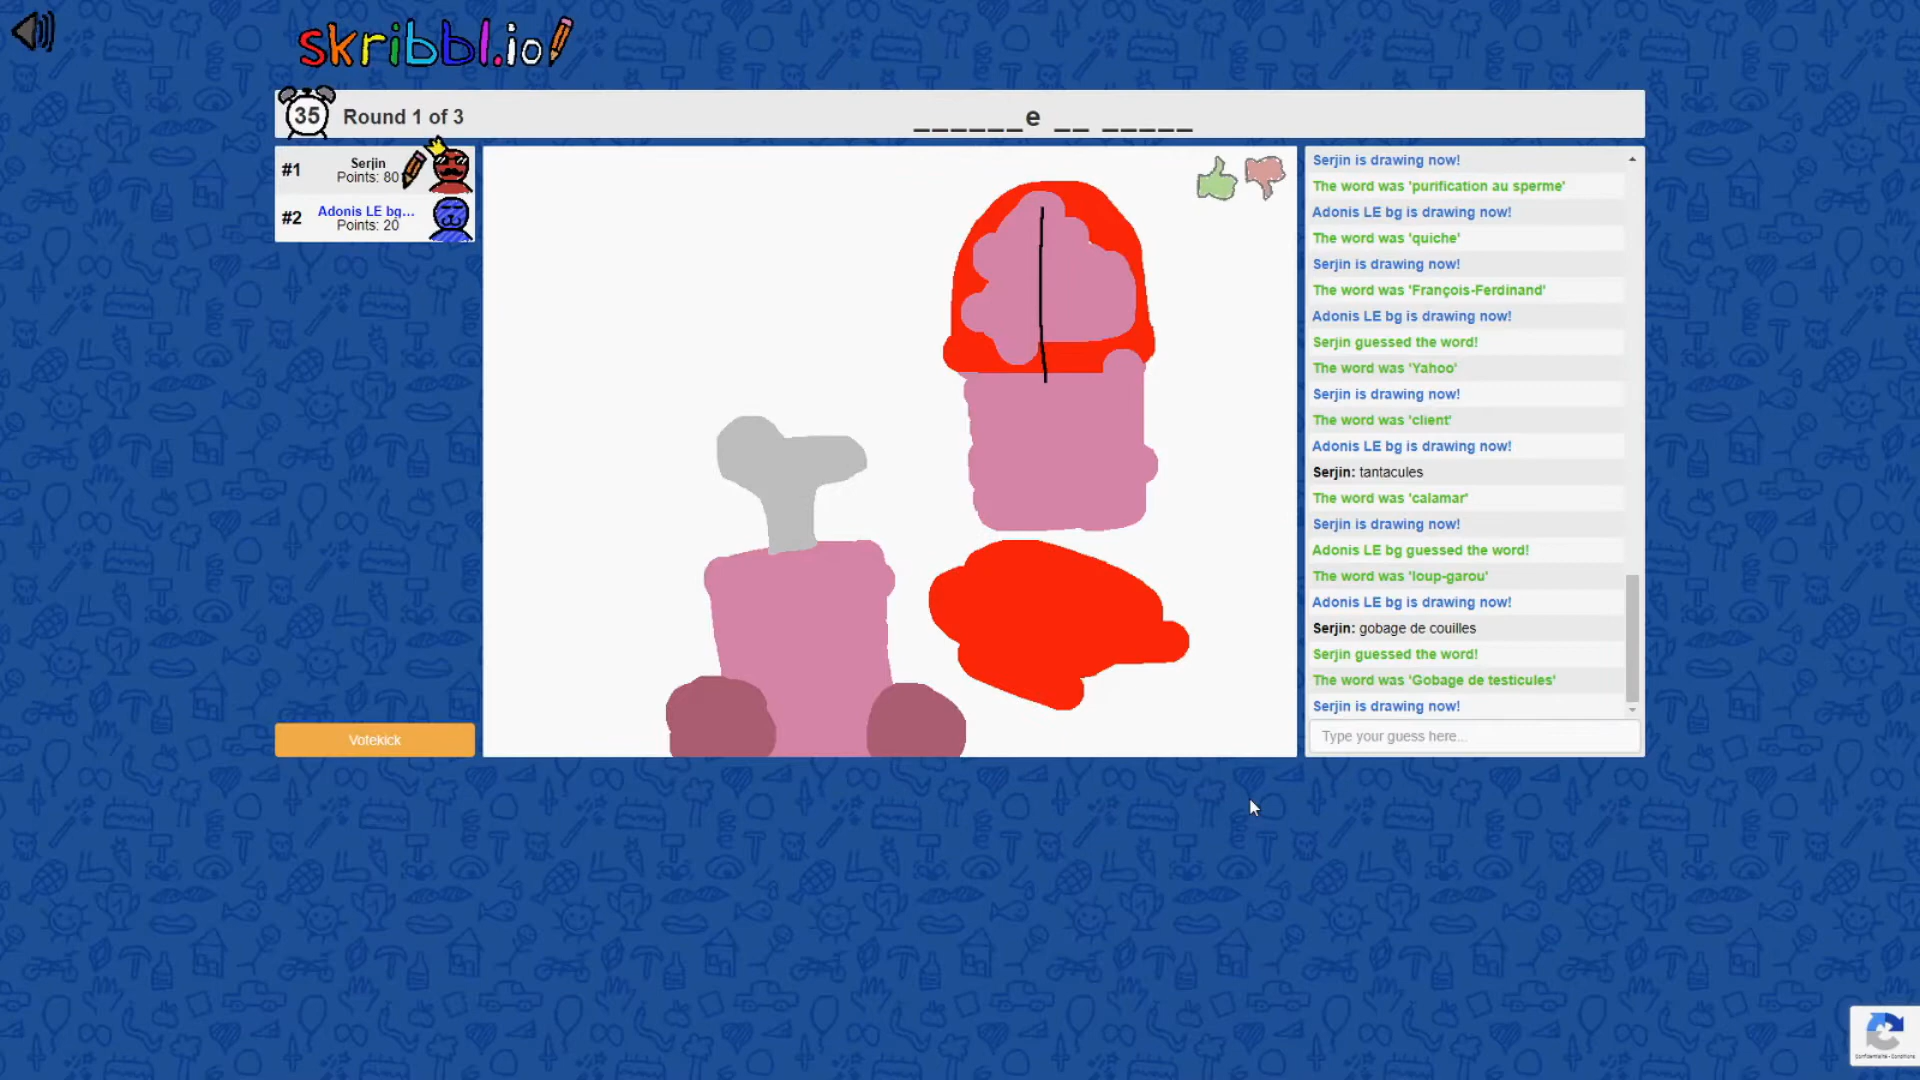 skribbl.io
35
Round 1 of 3
______e __ _____
#1
Serjin
Points: 80
#2
Adonis LE bg...
Points: 20
Votekick
Serjin is drawing now!
The word was 'purification au sperme'
Adonis LE bg is drawing now!
The word was 'quiche'
Serjin is drawing now!
The word was 'François-Ferdinand'
Adonis LE bg is drawing now!
Serjin guessed the word!
The word was 'Yahoo'
Serjin is drawing now!
The word was 'client'
Adonis LE bg is drawing now!
Serjin: tantacules
The word was 'calamar'
Serjin is drawing now!
Adonis LE bg guessed the word!
The word was 'loup-garou'
Adonis LE bg is drawing now!
Serjin: gobage de couilles
Serjin guessed the word!
The word was 'Gobage de testicules'
Serjin is drawing now!
Type your guess here...
Confidentialité - Conditions